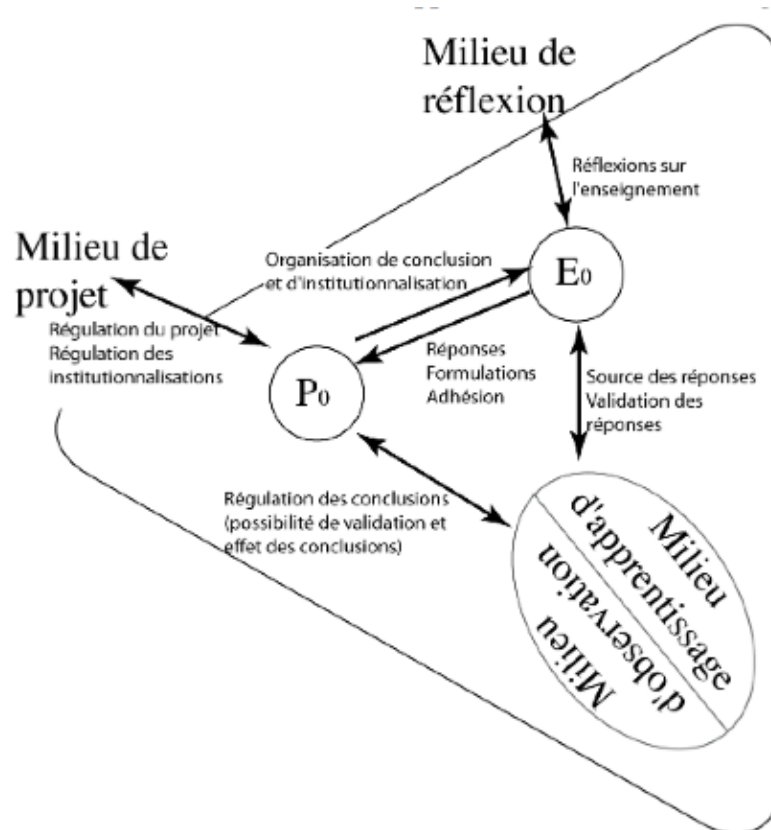 Milieu de
réflexion
Réflexions sur
l'enseignement
Milieu de
projet
Organisation de conclusion
et d'institutionnalisation
E0
Régulation du projet
Régulation des
institutionnalisations
P0
Réponses
Formulations
Adhésion
Source des réponses
Validation des
réponses
Régulation des conclusions
(possibilité de validation et
effet des conclusions)
Milieu
d'apprentissage
Milieu
d'observation